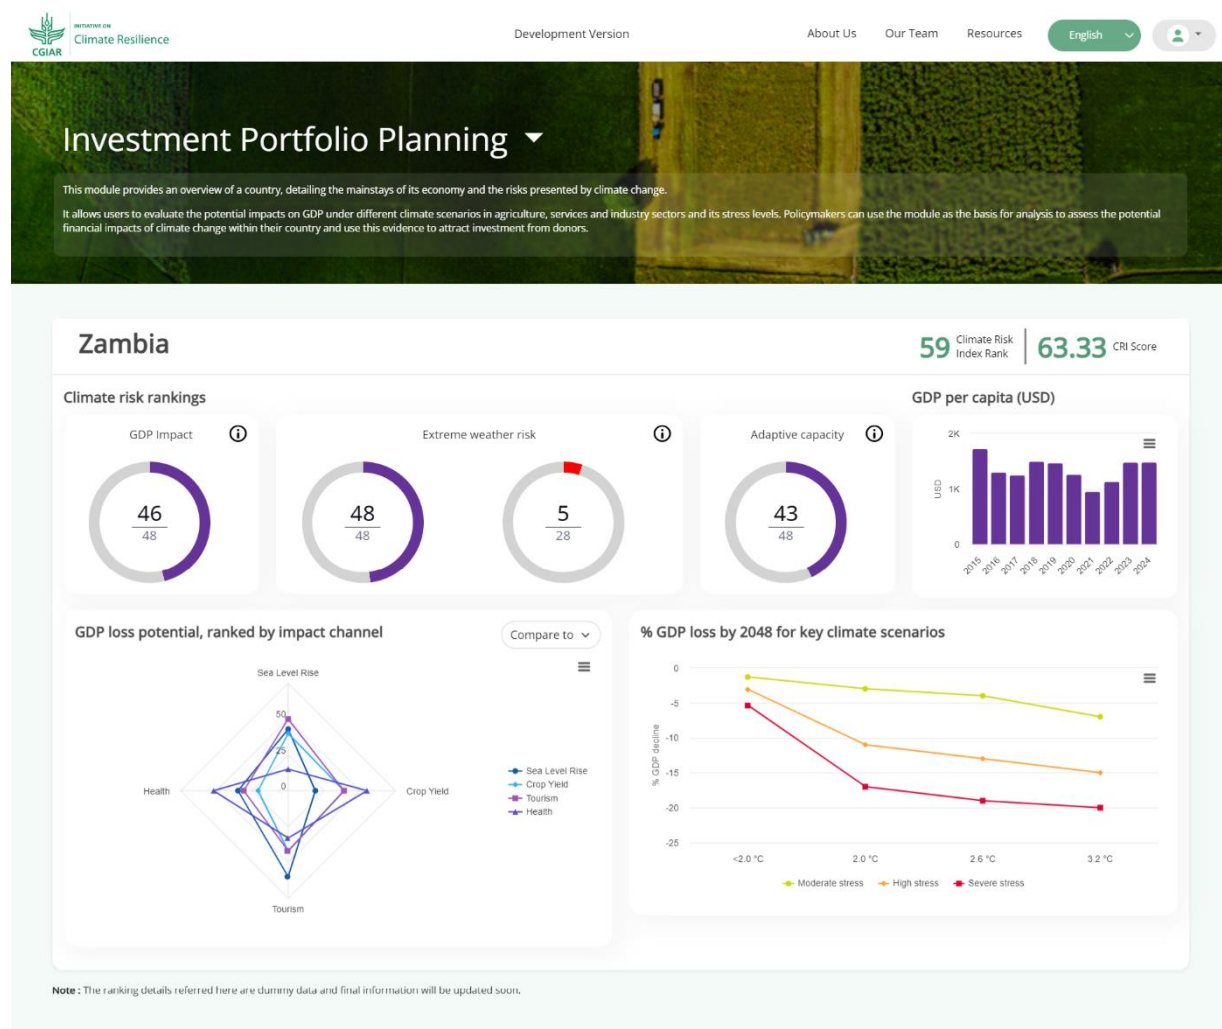 INITIATIVE ON
Climate Resilience
CGIAR
Development Version
About Us
Our Team
Resources
English
Investment Portfolio Planning
This module provides an overview of a country, detailing the mainstays of its economy and the risks presented by climate change.
It allows users to evaluate the potential impacts on GDP under different climate scenarios in agriculture, services and industry sectors and its stress levels. Policymakers can use the module as the basis for analysis to assess the potential
financial impacts of climate change within their country and use this evidence to attract investment from donors.
Zambia
59 Climate Risk
Index Rank
63.33 CRI Score
Climate risk rankings
GDP Impact
46
48
Extreme weather risk
48
48
5
28
Adaptive capacity
43
48
GDP per capita (USD)
2K
1K
0
USD
2015 2016 2017 2018 2019 2020 2021 2022 2023 2024
GDP loss potential, ranked by impact channel
Compare to
Sea Level Rise
50
25
0
Health
Crop Yield
Tourism
Sea Level Rise
Crop Yield
Tourism
Health
% GDP loss by 2048 for key climate scenarios
0
-5
-10
-15
-20
-25
% GDP decline
<2.0 °C 2.0 °C 2.6 °C 3.2 °C
Moderate stress High stress Severe stress
Note : The ranking details referred here are dummy data and final information will be updated soon.